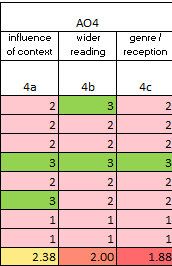 AO4
influence of context wider reading genre / reception
4a 4b 4c
2 3 2
2 2 2
2 2 2
3 3 3
2 2 2
3 2 2
1 1 1
1 1 1
2.38 2.00 1.88